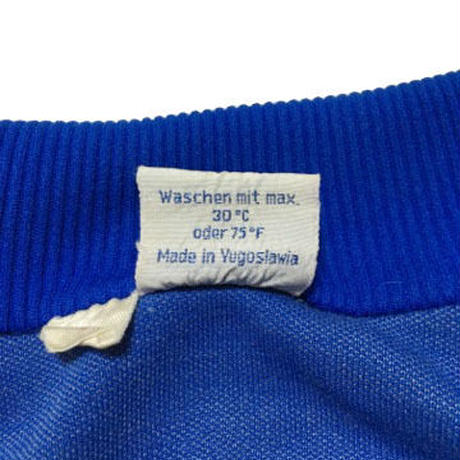 Waschen mit max.
30°C
oder 75°F
Made in Yugoslawia